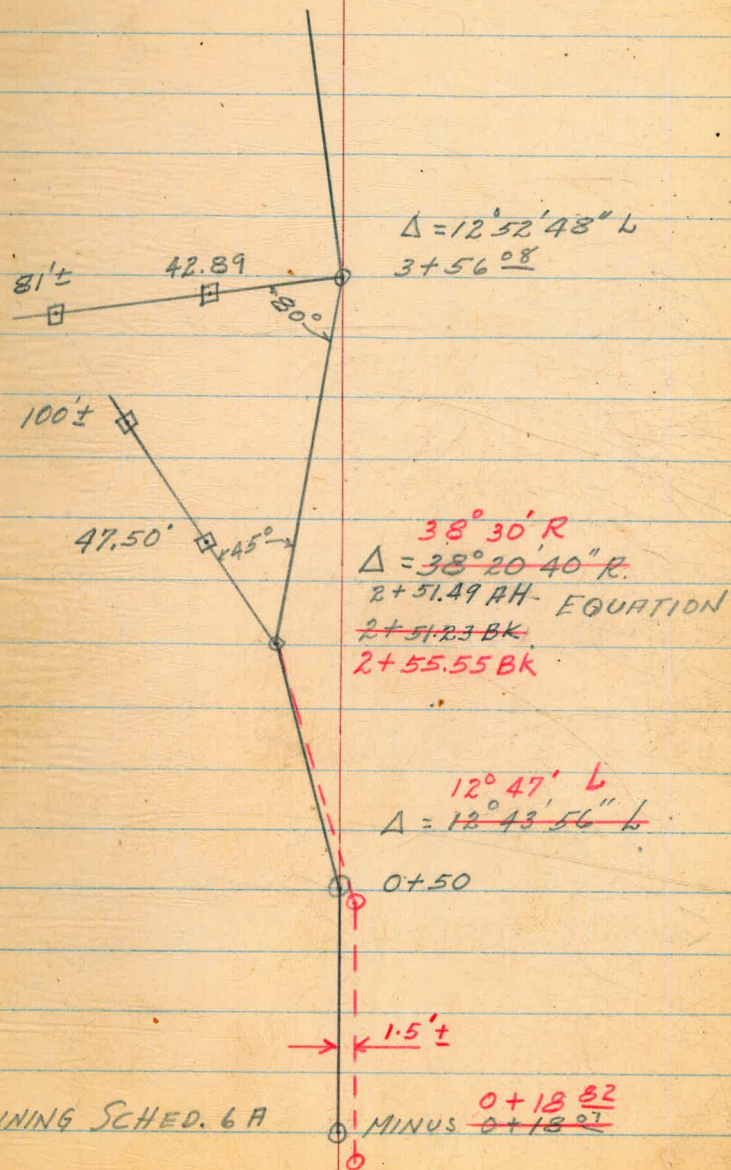 Δ = 12°52'48" L
3+56 08
81'±
42.89
80°
100'±
38° 30' R
47.50'
45°
Δ = 38° 20' 40" R.
2+51.49 AH EQUATION
2+51.23 BK.
2+55.55 BK
12° 47' L
Δ = 12° 43' 56" L
0+50
1.5'±
0+18 82
NING SCHED. 6A
MINUS 0+18 07